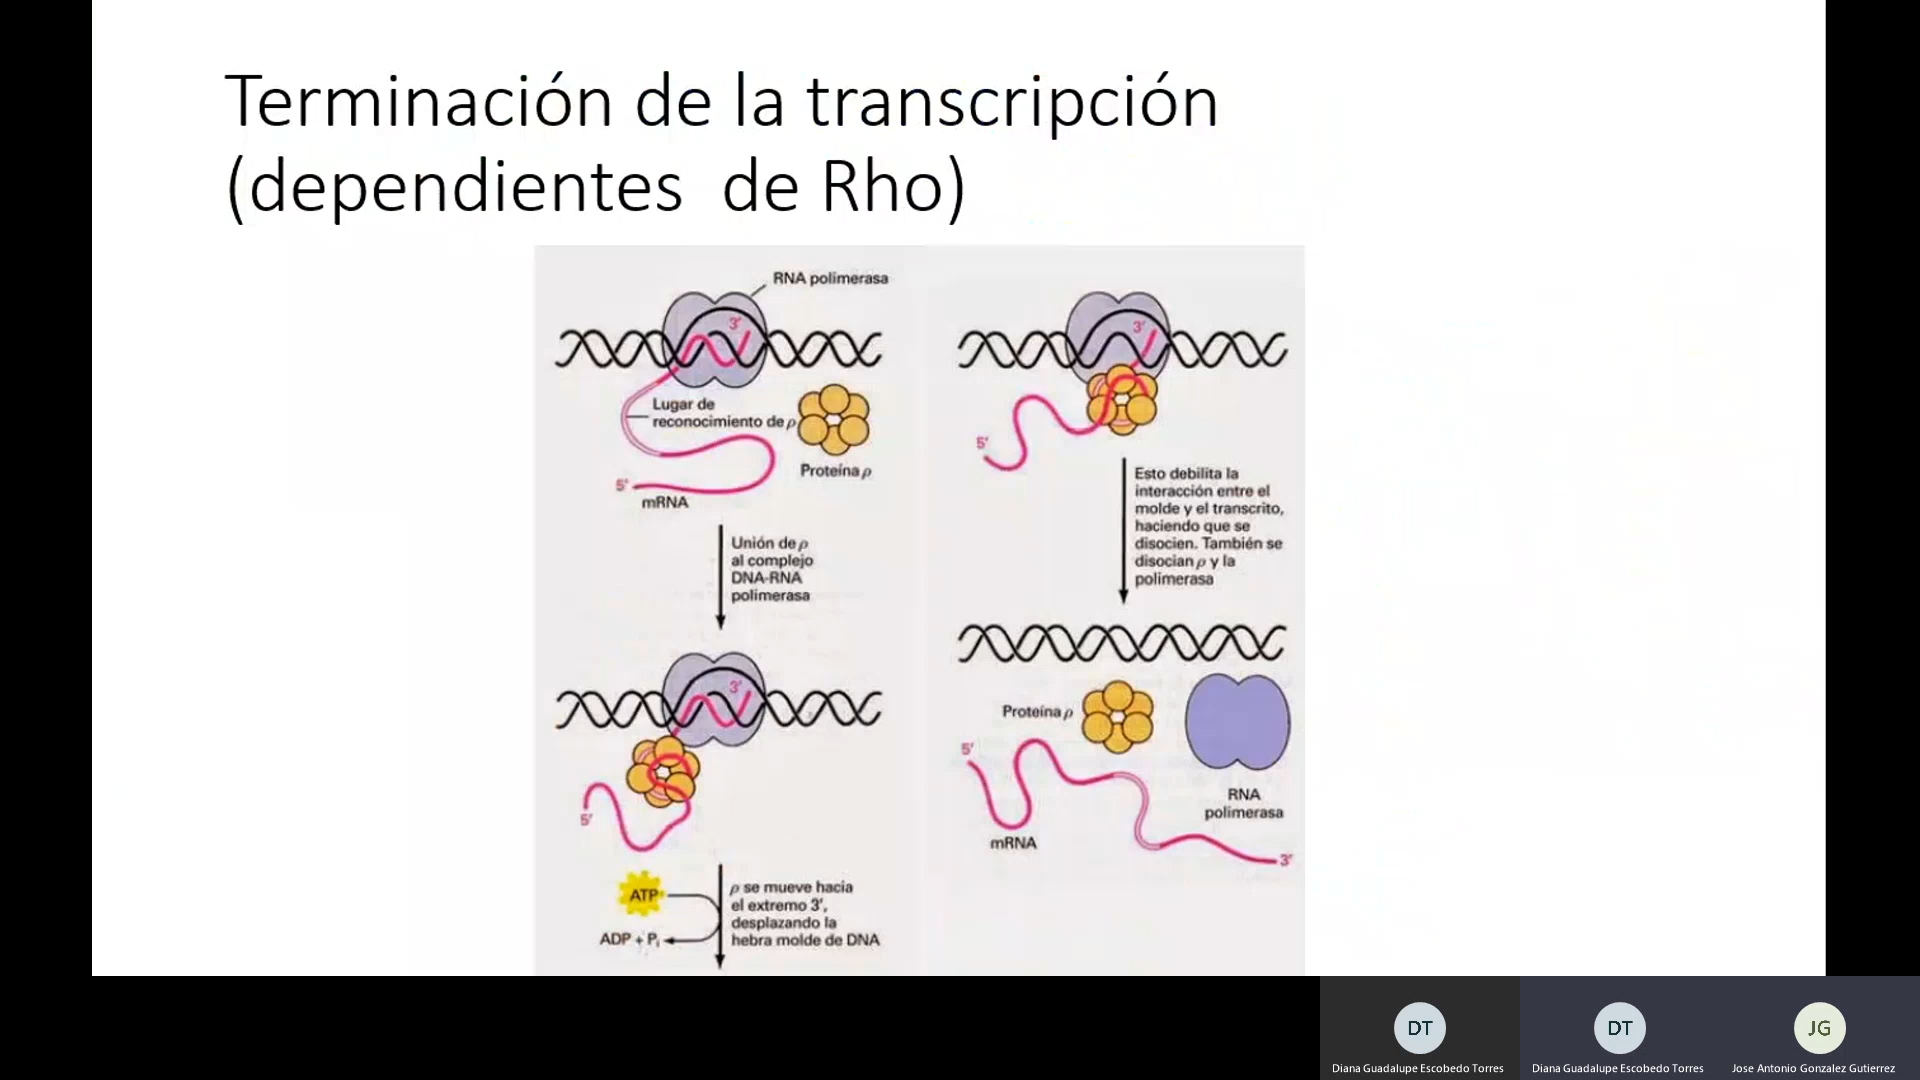 Terminación de la transcripción
(dependientes  de Rho)
RNA polimerasa
3'
Lugar de
reconocimiento de ρ
Proteína ρ
5'
mRNA
Unión de ρ
al complejo
DNA-RNA
polimerasa
3'
5'
ATP
ADP + Pi
ρ se mueve hacia
el extremo 3',
desplazando la
hebra molde de DNA
3'
5'
Esto debilita la
interacción entre el
molde y el transcrito,
haciendo que se
disocien. También se
disocian ρ y la
polimerasa
Proteína ρ
5'
RNA
polimerasa
mRNA
3'
DT
Diana Guadalupe Escobedo Torres
DT
Diana Guadalupe Escobedo Torres
JG
Jose Antonio Gonzalez Gutierrez